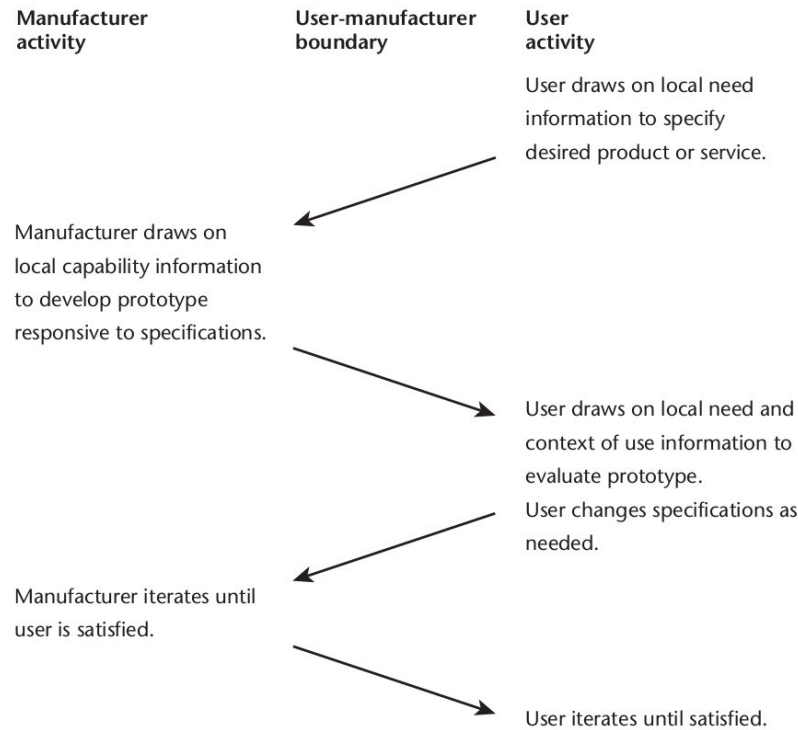 Manufacturer
activity
User-manufacturer
boundary
User
activity
User draws on local need
information to specify
desired product or service.
Manufacturer draws on
local capability information
to develop prototype
responsive to specifications.
User draws on local need and
context of use information to
evaluate prototype.
User changes specifications as
needed.
Manufacturer iterates until
user is satisfied.
User iterates until satisfied.